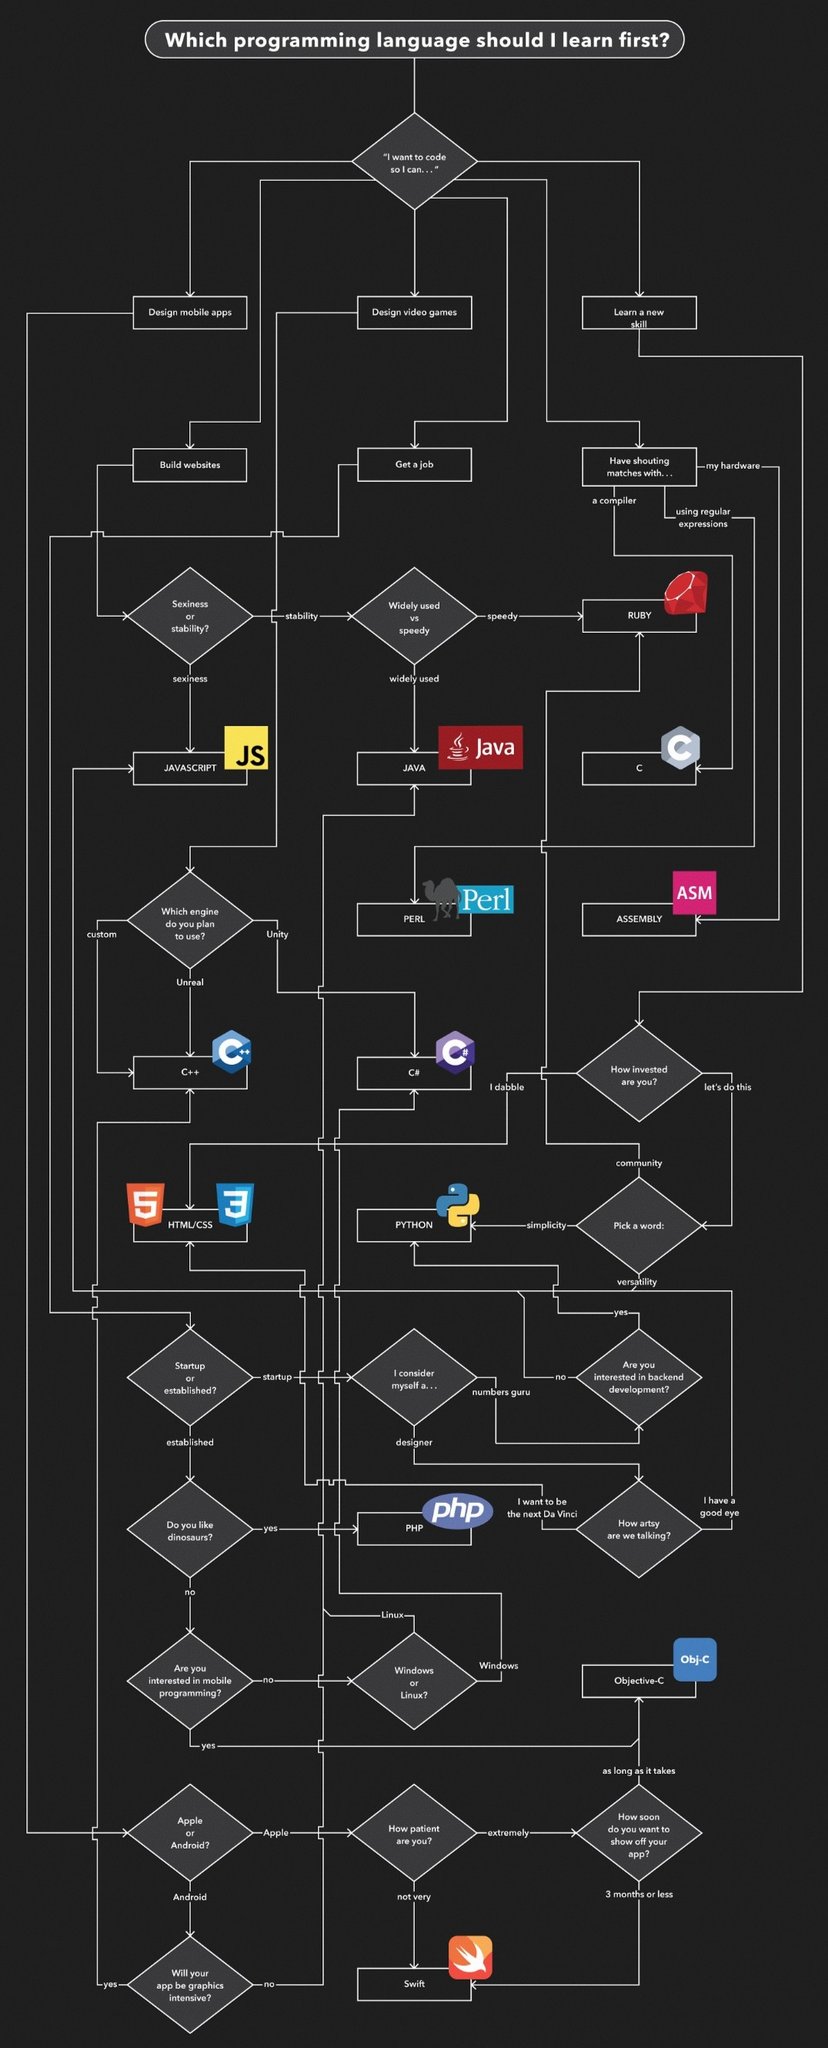 Which programming language should I learn first?
"I want to code
so I can. . . "
Design mobile apps
Design video games
Learn a new
skill
Build websites
Get a job
Have shouting
matches with. . .
my hardware
a compiler
using regular
expressions
Sexiness
or
stability?
stability
Widely used
vs
speedy
speedy
RUBY
sexiness
widely used
JAVASCRIPT
JS
JAVA
Java
C
C
Which engine
do you plan
to use?
custom
Unity
Unreal
PERL
Perl
ASSEMBLY
ASM
C++
C++
C#
C#
How invested
are you?
I dabble
let's do this
community
5
HTML/CSS
3
PYTHON
simplicity
Pick a word:
versatility
yes
Startup
or
established?
startup
I consider
myself a. . .
numbers guru
no
Are you
interested in backend
development?
established
designer
Do you like
dinosaurs?
yes
PHP
php
I want to be
the next Da Vinci
How artsy
are we talking?
I have a
good eye
no
Linux
Are you
interested in mobile
programming?
no
Windows
or
Linux?
Windows
Objective-C
Obj-C
yes
as long as it takes
Apple
or
Android?
Apple
How patient
are you?
extremely
How soon
do you want to
show off your
app?
Android
not very
3 months or less
yes
Will your
app be graphics
intensive?
no
Swift